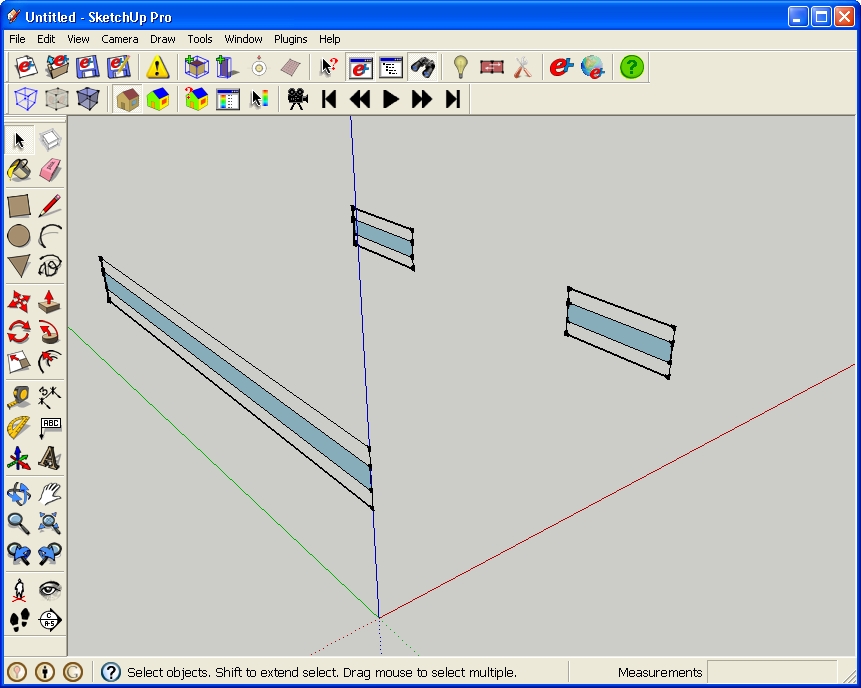 Untitled - SketchUp Pro
File Edit View Camera Draw Tools Window Plugins Help
ABC
Select objects. Shift to extend select. Drag mouse to select multiple. Measurements